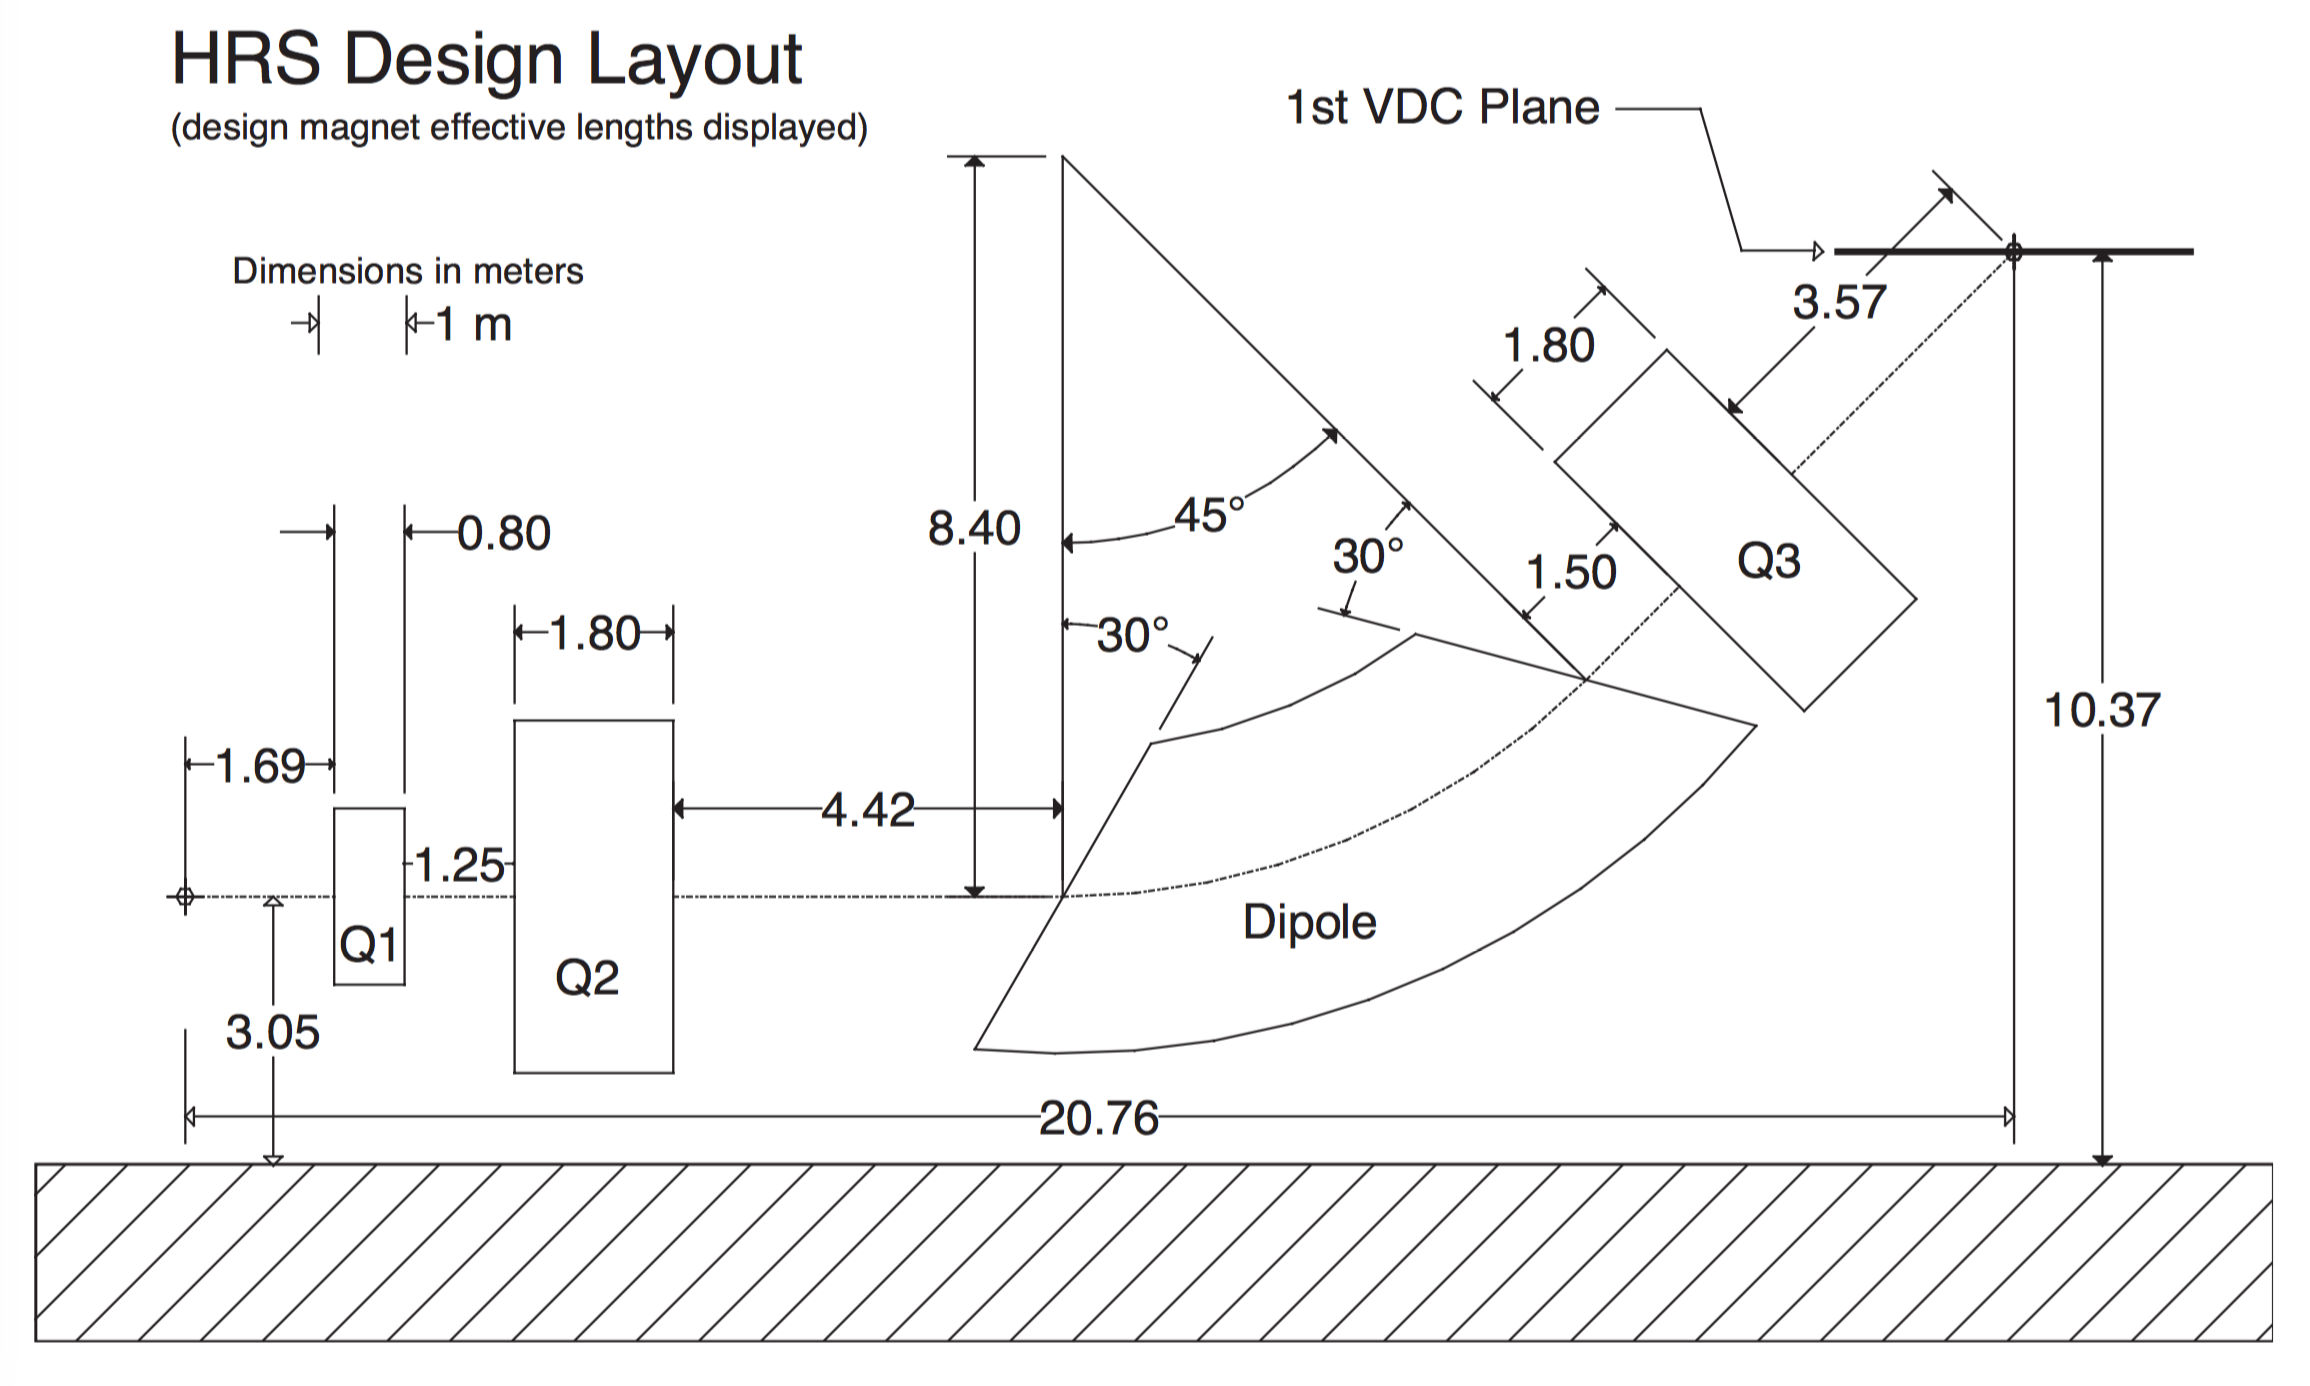 HRS Design Layout
(design magnet effective lengths displayed)
1st VDC Plane
Dimensions in meters
1 m
3.57
1.80
8.40
45°
0.80
30°
1.50
Q3
1.80
30°
10.37
1.69
4.42
1.25
Dipole
Q1
Q2
3.05
20.76